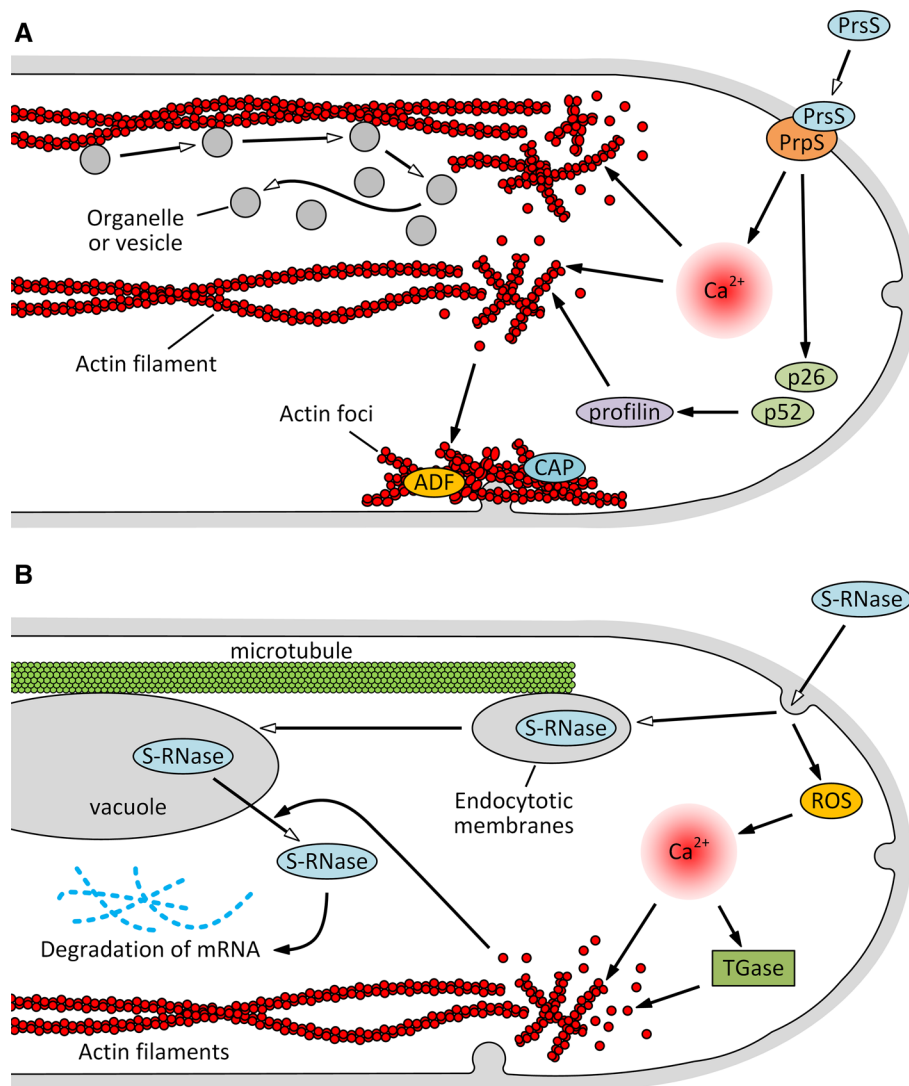 A
PrsS
PrsS
PrpS
Organelle
or vesicle
Ca2+
Actin filament
p26
p52
profilin
Actin foci
ADF
CAP
B
S-RNase
microtubule
S-RNase
S-RNase
vacuole
Endocytotic
membranes
ROS
Ca2+
S-RNase
Degradation of mRNA
TGase
Actin filaments